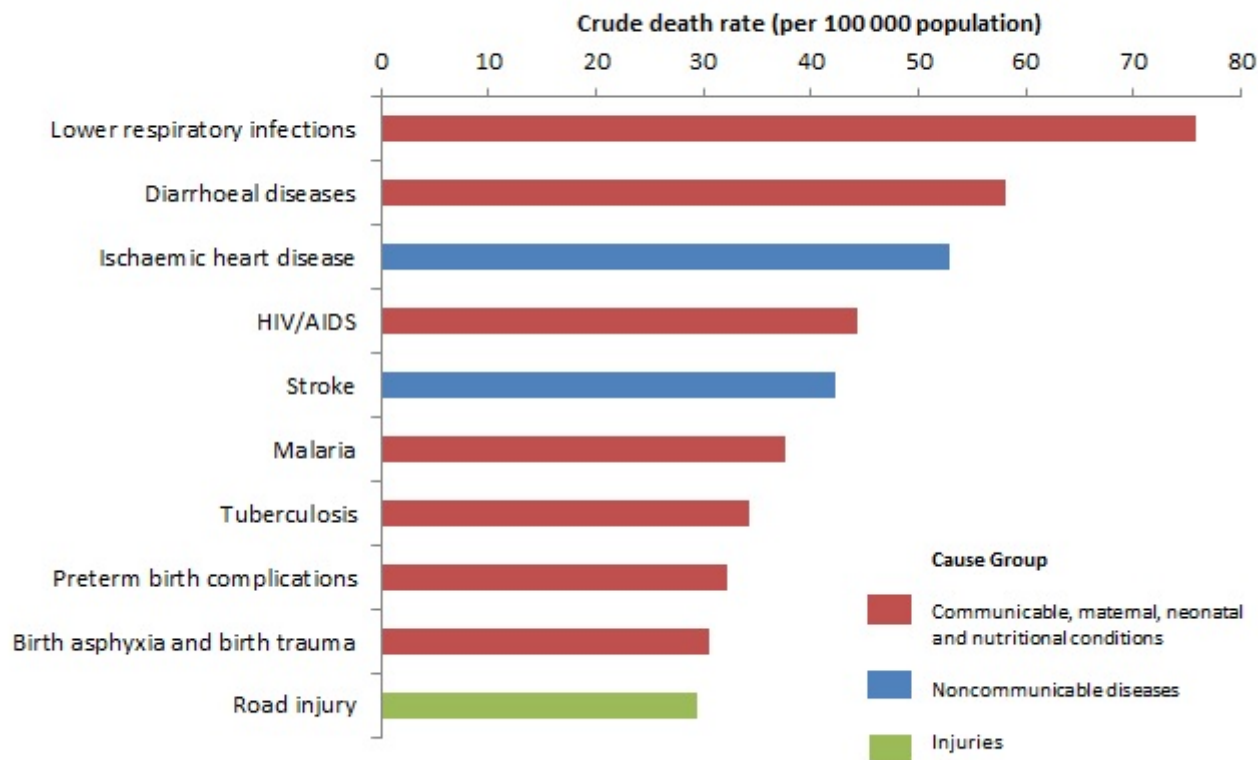 Crude death rate (per 100 000 population)
0 10 20 30 40 50 60 70 80
Lower respiratory infections
Diarrhoeal diseases
Ischaemic heart disease
HIV/AIDS
Stroke
Malaria
Tuberculosis
Preterm birth complications
Birth asphyxia and birth trauma
Road injury
Cause Group
Communicable, maternal, neonatal
and nutritional conditions
Noncommunicable diseases
Injuries